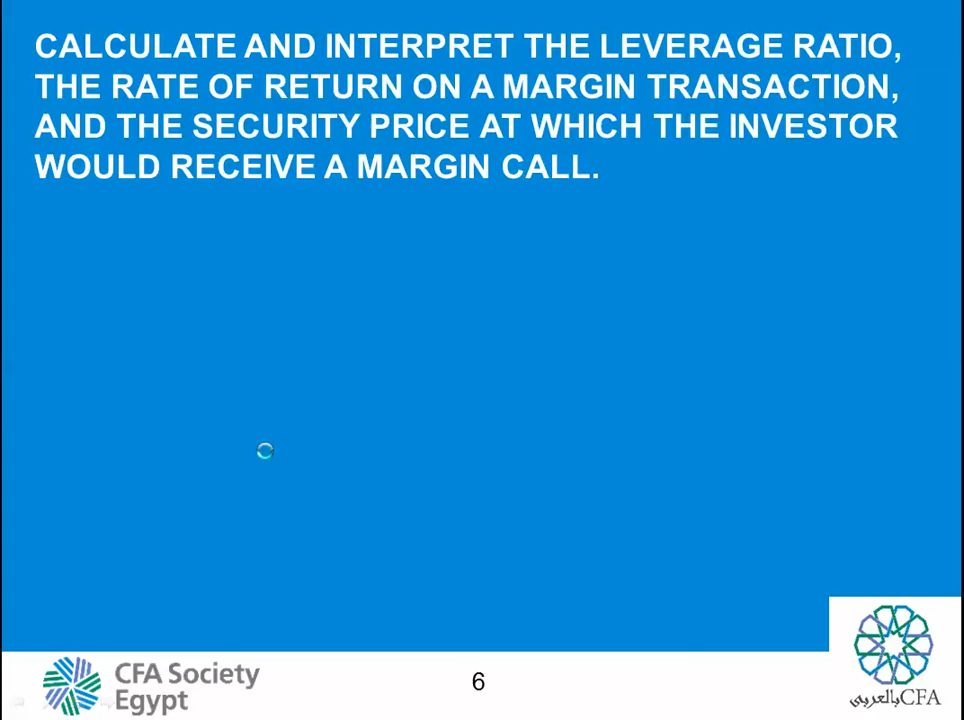 CALCULATE AND INTERPRET THE LEVERAGE RATIO,
THE RATE OF RETURN ON A MARGIN TRANSACTION,
AND THE SECURITY PRICE AT WHICH THE INVESTOR
WOULD RECEIVE A MARGIN CALL.
CFA Society
Egypt
6
CFAبالعربي